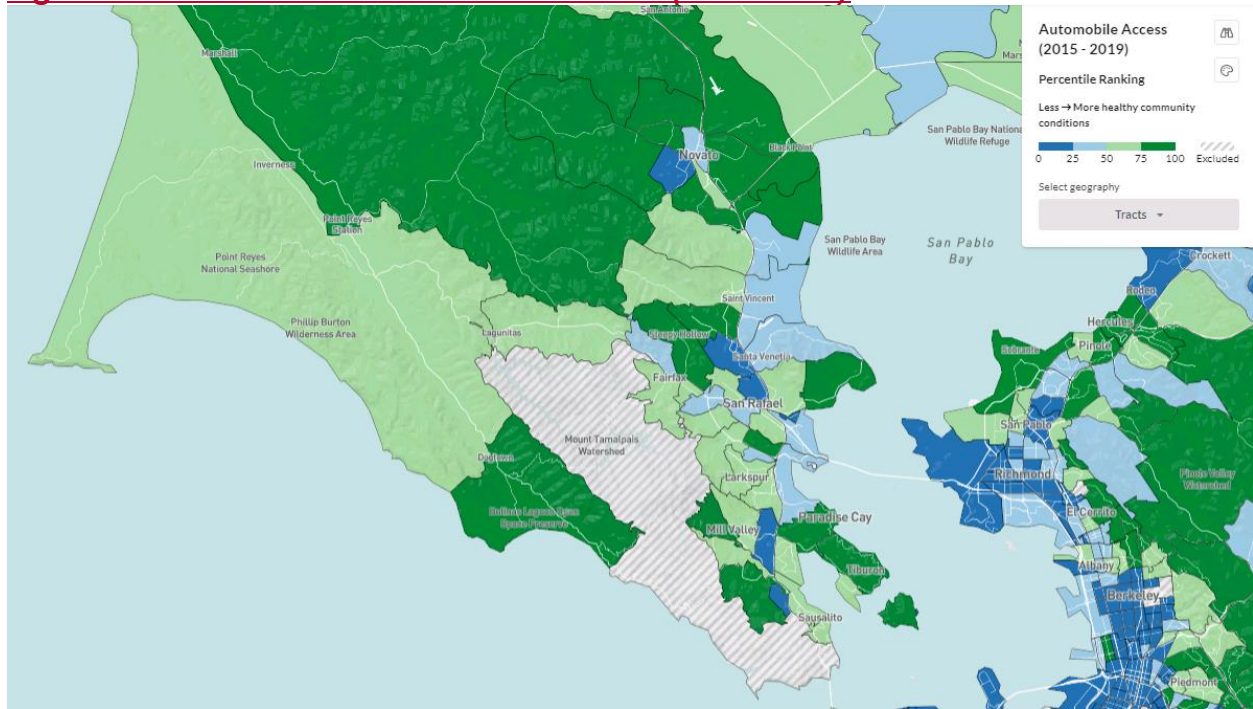 San Antonio
Marshall
Inverness
Point Reyes
Station
Point Reyes
National Seashore
Phillip Burton
Wilderness Area
Lagunitas
Novato
Black Point
San Pablo Bay
Wildlife Area
San Pablo
Bay
Saint Vincent
Sleepy Hollow
Santa Venetia
Fairfax
San Rafael
Mount Tamalpais
Watershed
Dogtown
Bolinas Lagoon Open
Space Preserve
Larkspur
Mill Valley
Paradise Cay
Tiburon
Sausalito
San Pablo Bay National
Wildlife Refuge
Crockett
Rodeo
Hercules
Pinole
Sobrante
San Pablo
Richmond
Pinole Valley
Watershed
El Cerrito
Albany
Berkeley
Piedmont
Automobile Access
(2015 - 2019)
Percentile Ranking
Less → More healthy community
conditions
0 25 50 75 100 Excluded
Select geography
Tracts